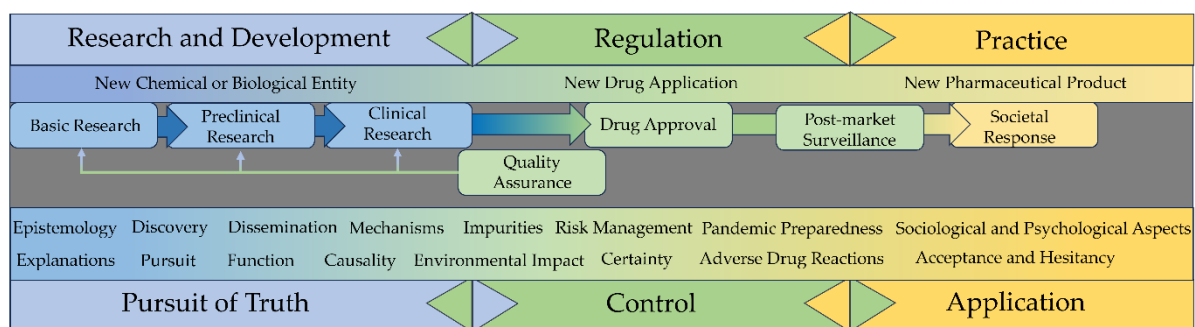 Research and Development Regulation Practice
New Chemical or Biological Entity New Drug Application New Pharmaceutical Product
Basic Research
Preclinical
Research
Clinical
Research
Drug Approval
Post-market
Surveillance
Societal
Response
Quality
Assurance
Epistemology Discovery Dissemination Mechanisms Impurities Risk Management Pandemic Preparedness Sociological and Psychological Aspects
Explanations Pursuit Function Causality Environmental Impact Certainty Adverse Drug Reactions Acceptance and Hesitancy
Pursuit of Truth Control Application